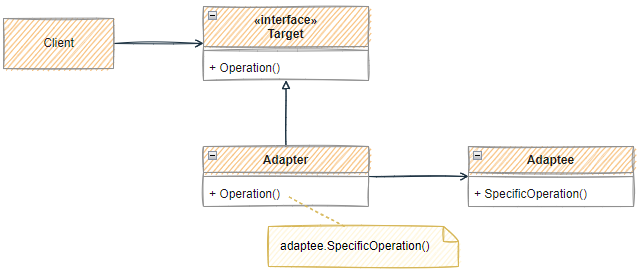 Client
«interface»
Target
+ Operation()
Adapter
+ Operation()
Adaptee
+ SpecificOperation()
adaptee.SpecificOperation()